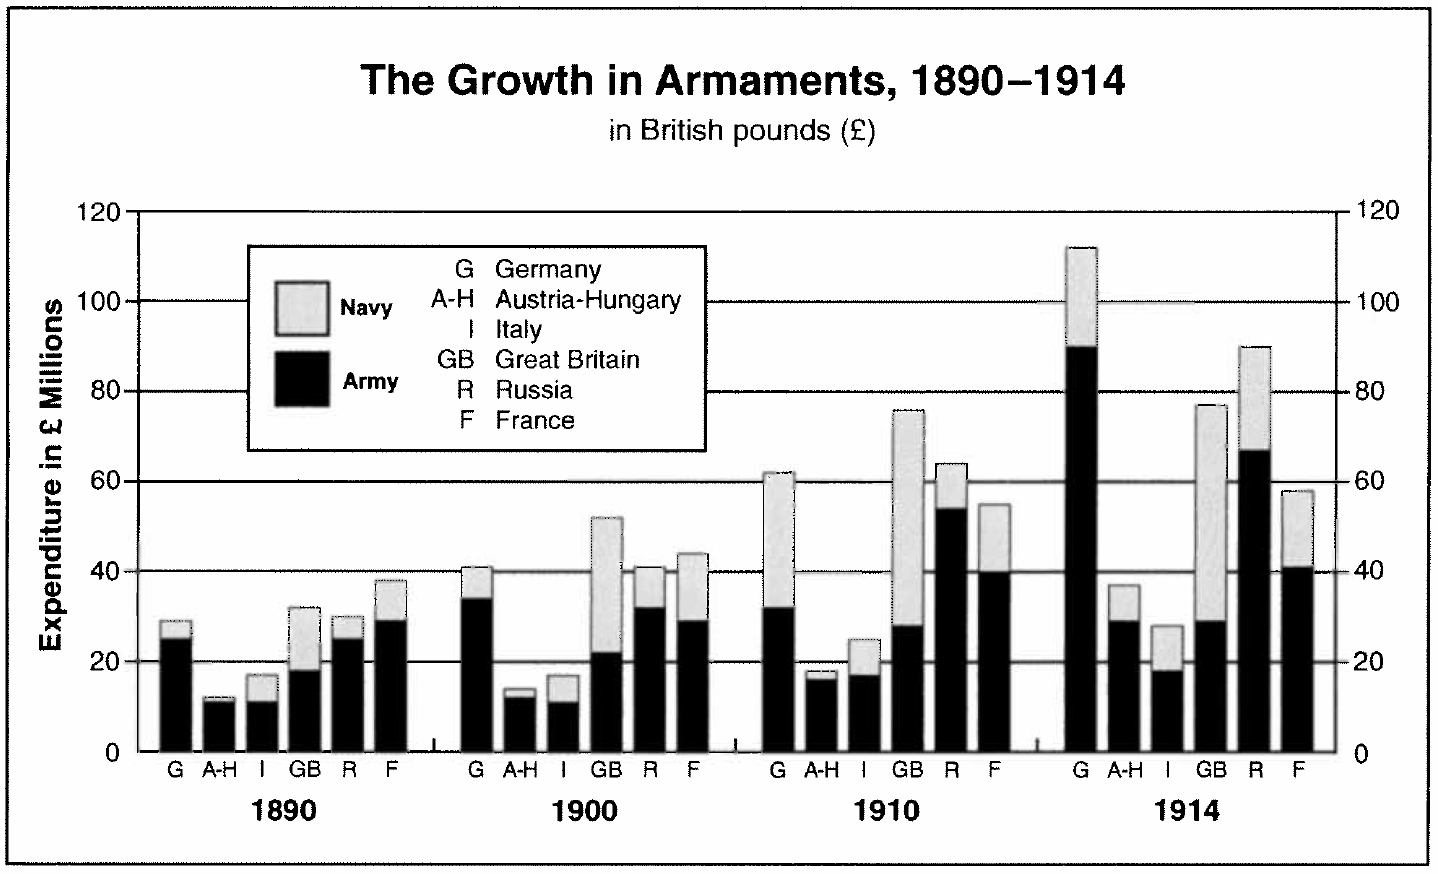 The Growth in Armaments, 1890–1914
in British pounds (£)
Expenditure in £ Millions
120
100
80
60
40
20
0
Navy
Army
G Germany
A-H Austria-Hungary
I Italy
GB Great Britain
R Russia
F France
120
100
80
60
40
20
0
G A-H I GB R F G A-H I GB R F G A-H I GB R F G A-H I GB R F
1890 1900 1910 1914